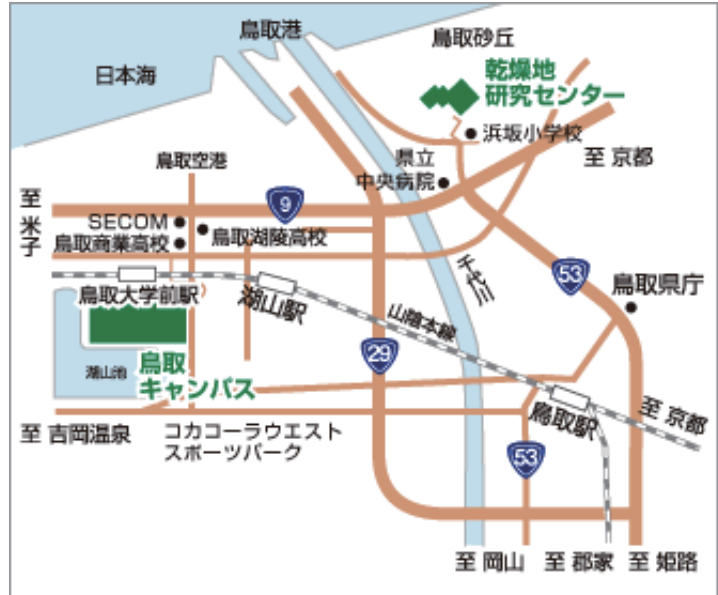 鳥取港
鳥取砂丘
日本海
乾燥地
研究センター
浜坂小学校
鳥取空港
県立
中央病院
至 京都
至 米子
9
SECOM
鳥取商業高校
鳥取湖陵高校
千代川
53
鳥取県庁
鳥取大学前駅
湖山駅
山陰本線
29
湖山池
鳥取
キャンパス
鳥取駅
至 京都
至 吉岡温泉
コカコーラウエスト
スポーツパーク
53
至 岡山
至 郡家
至 姫路